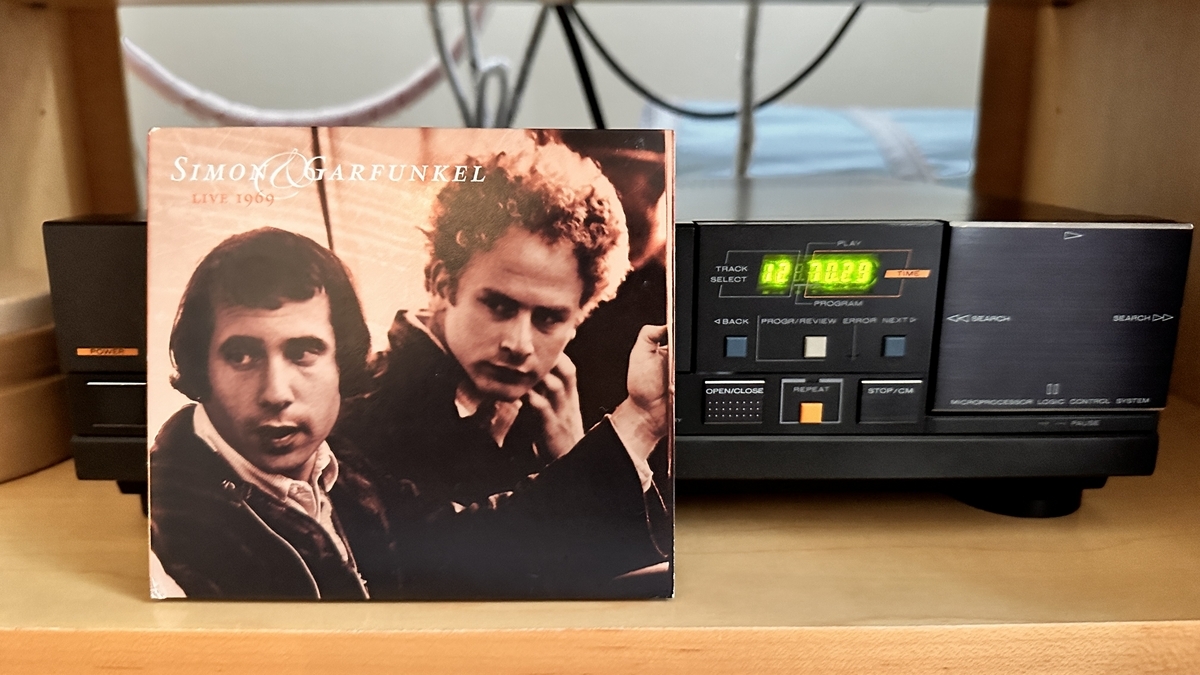 SIMON & GARFUNKEL
LIVE 1969
POWER
PLAY
TRACK
SELECT
TIME
PROGRAM
BACK
PROGR/REVIEW
ERROR
NEXT
OPEN/CLOSE
REPEAT
STOP/CM
SEARCH
SEARCH
MICROPROCESSOR LOGIC CONTROL SYSTEM
PAUSE